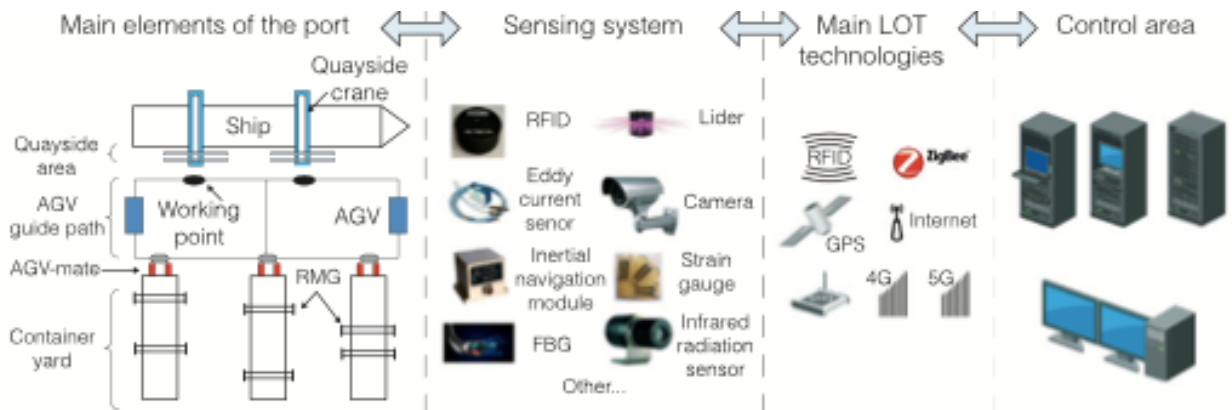 Main elements of the port
Sensing system
Main LOT
technologies
Control area
Quayside
crane
Ship
Quayside
area
AGV
guide path
Working
point
AGV
AGV-mate
RMG
Container
yard
RFID
Lider
Eddy
current
senor
Camera
Inertial
navigation
module
Strain
gauge
FBG
Infrared
radiation
sensor
Other...
RFID
ZigBee
GPS
Internet
4G
5G